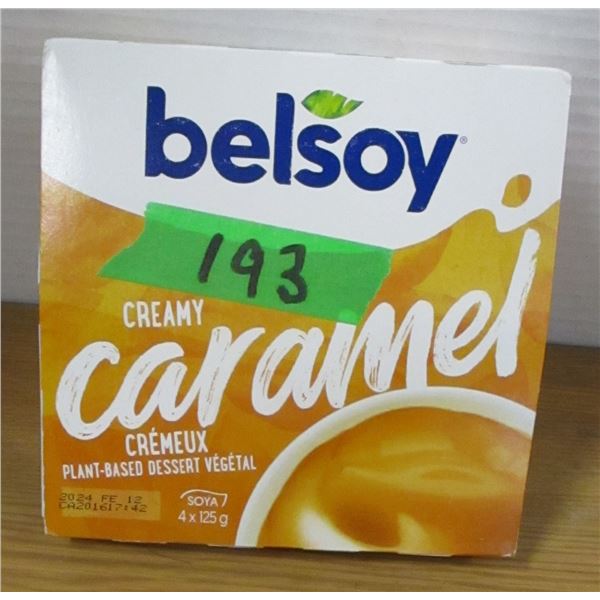 belsoy®
193
CREAMY
caramel
CRÉMEUX
PLANT-BASED DESSERT VÉGÉTAL
2024 FE 12
CA201617:42
SOYA
4 x 125 g